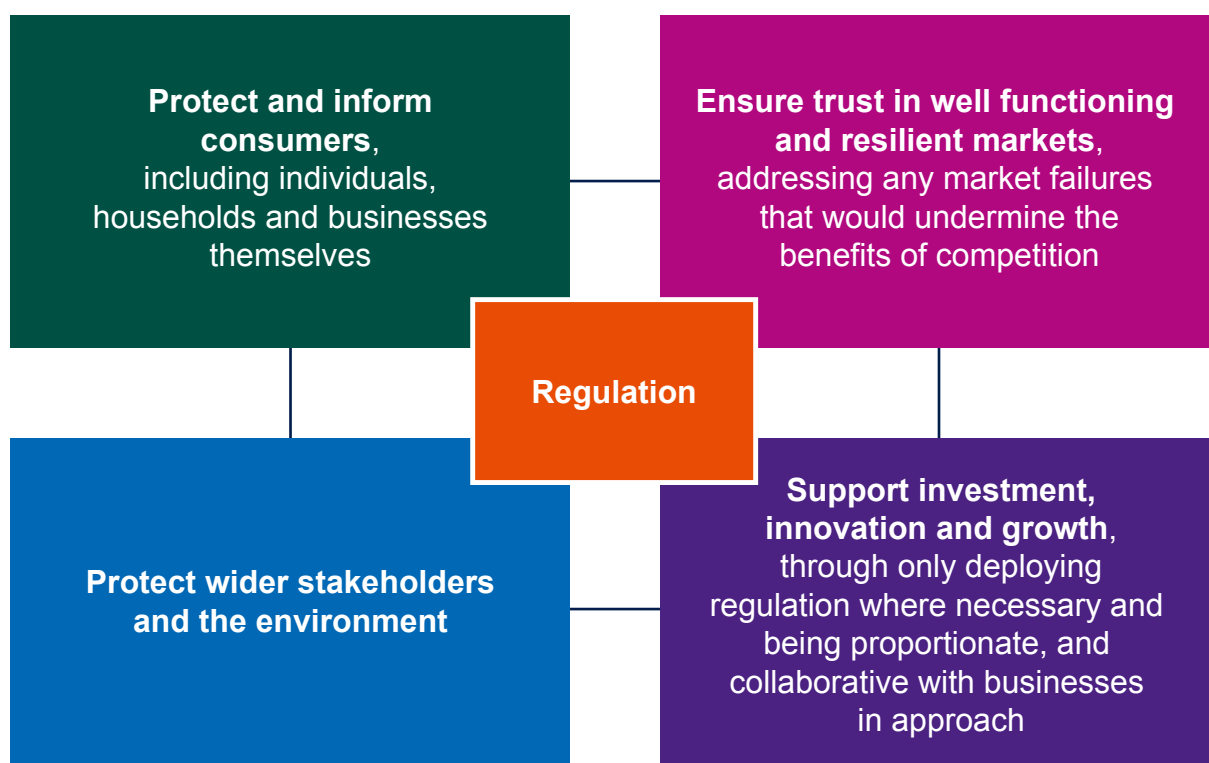 Protect and inform
consumers,
including individuals,
households and businesses
themselves
Ensure trust in well functioning
and resilient markets,
addressing any market failures
that would undermine the
benefits of competition
Regulation
Protect wider stakeholders
and the environment
Support investment,
innovation and growth,
through only deploying
regulation where necessary and
being proportionate, and
collaborative with businesses
in approach